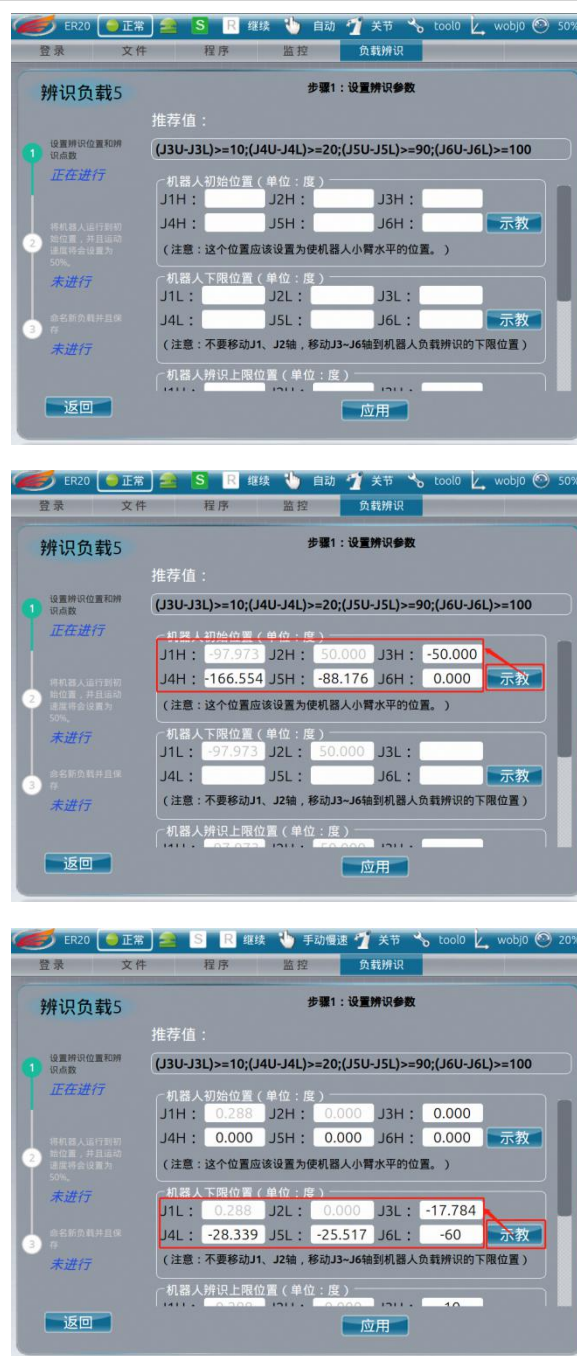 ER20 正常 S R 继续 自动 关节 tool0 wobj0 50%
登录 文件 程序 监控 负载辨识
辨识负载5
步骤1：设置辨识参数
推荐值：
(J3U-J3L)>=10;(J4U-J4L)>=20;(J5U-J5L)>=90;(J6U-J6L)>=100
1 设置辨识位置和辨
识点数
正在进行
2 将机器人运行到初
始位置，并且运动
速度将会设置为
50%。
未进行
3 命名新负载并且保
存
未进行
机器人初始位置（单位：度）
J1H： J2H： J3H：
J4H： J5H： J6H： 示教
（注意：这个位置应该设置为使机器人小臂水平的位置。）
机器人下限位置（单位：度）
J1L： J2L： J3L：
J4L： J5L： J6L： 示教
（注意：不要移动J1、J2轴，移动J3~J6轴到机器人负载辨识的下限位置）
机器人辨识上限位置（单位：度）
返回 应用
ER20 正常 S R 继续 自动 关节 tool0 wobj0 50%
登录 文件 程序 监控 负载辨识
辨识负载5
步骤1：设置辨识参数
推荐值：
(J3U-J3L)>=10;(J4U-J4L)>=20;(J5U-J5L)>=90;(J6U-J6L)>=100
1 设置辨识位置和辨
识点数
正在进行
2 将机器人运行到初
始位置，并且运动
速度将会设置为
50%。
未进行
3 命名新负载并且保
存
未进行
机器人初始位置（单位：度）
J1H： -97.973 J2H： 50.000 J3H： -50.000
J4H： -166.554 J5H： -88.176 J6H： 0.000 示教
（注意：这个位置应该设置为使机器人小臂水平的位置。）
机器人下限位置（单位：度）
J1L： -97.973 J2L： 50.000 J3L：
J4L： J5L： J6L： 示教
（注意：不要移动J1、J2轴，移动J3~J6轴到机器人负载辨识的下限位置）
机器人辨识上限位置（单位：度）
返回 应用
ER20 正常 S R 继续 手动慢速 关节 tool0 wobj0 20%
登录 文件 程序 监控 负载辨识
辨识负载5
步骤1：设置辨识参数
推荐值：
(J3U-J3L)>=10;(J4U-J4L)>=20;(J5U-J5L)>=90;(J6U-J6L)>=100
1 设置辨识位置和辨
识点数
正在进行
2 将机器人运行到初
始位置，并且运动
速度将会设置为
50%。
未进行
3 命名新负载并且保
存
未进行
机器人初始位置（单位：度）
J1H： 0.288 J2H： 0.000 J3H： 0.000
J4H： 0.000 J5H： 0.000 J6H： 0.000 示教
（注意：这个位置应该设置为使机器人小臂水平的位置。）
机器人下限位置（单位：度）
J1L： 0.288 J2L： 0.000 J3L： -17.784
J4L： -28.339 J5L： -25.517 J6L： -60 示教
（注意：不要移动J1、J2轴，移动J3~J6轴到机器人负载辨识的下限位置）
机器人辨识上限位置（单位：度）
返回 应用